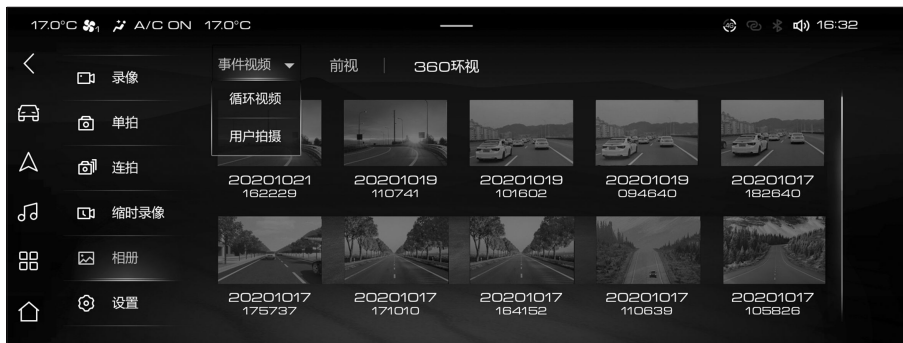 17.0°C 1 A/C ON 17.0°C 4G 16:32
事件视频 前视 360环视
录像
循环视频
单拍
用户拍摄
连拍
20201021 20201019 20201019 20201019 20201017
162229 110741 101602 094640 182640
缩时录像
相册
20201017 20201017 20201017 20201017 20201017
175737 171010 164152 110639 105826
设置